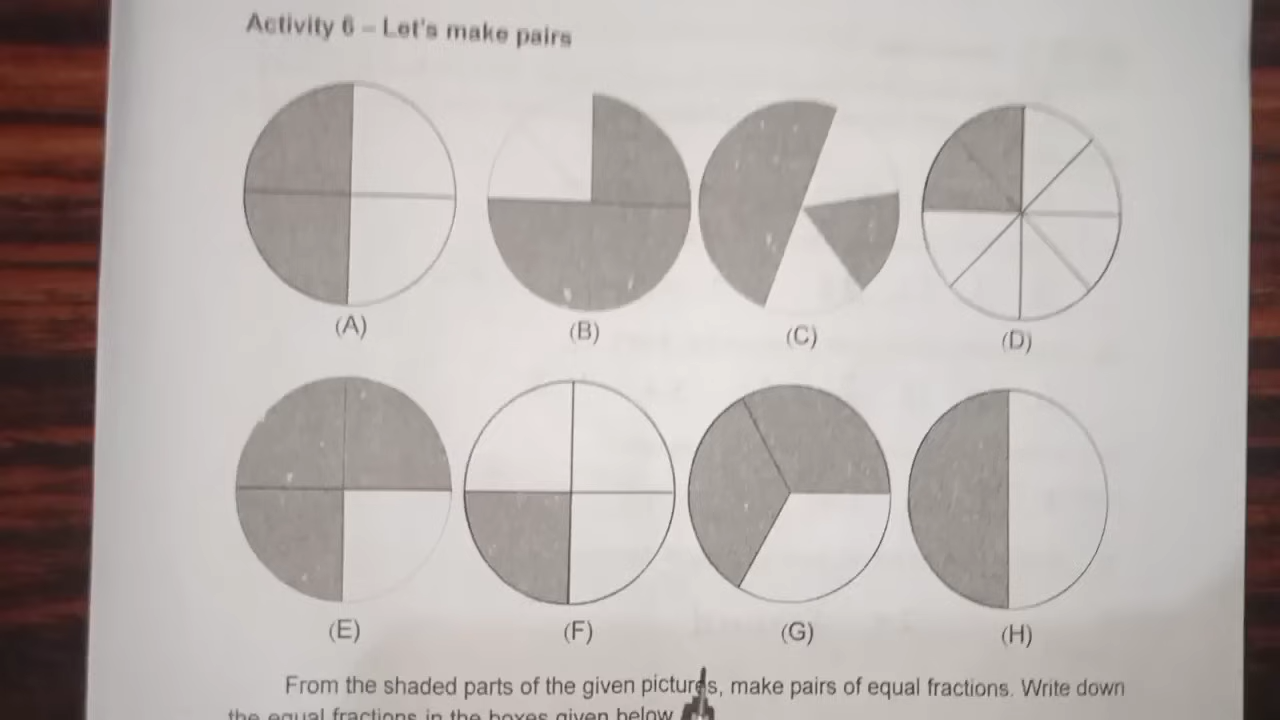 Activity 6 – Let's make pairs
(A)
(B)
(C)
(D)
(E)
(F)
(G)
(H)
From the shaded parts of the given pictures, make pairs of equal fractions. Write down
the equal fractions in the boxes given below